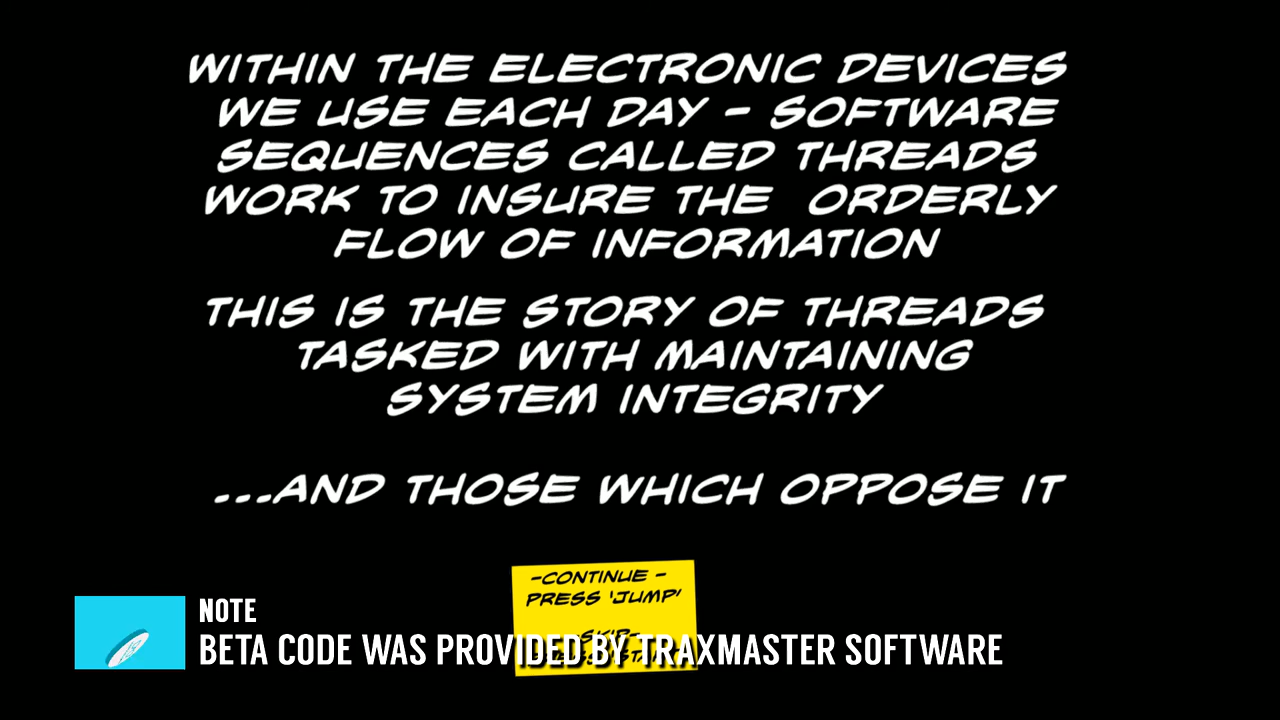 WITHIN THE ELECTRONIC DEVICES
WE USE EACH DAY - SOFTWARE
SEQUENCES CALLED THREADS
WORK TO INSURE THE ORDERLY
FLOW OF INFORMATION
THIS IS THE STORY OF THREADS
TASKED WITH MAINTAINING
SYSTEM INTEGRITY
...AND THOSE WHICH OPPOSE IT
-CONTINUE -
PRESS 'JUMP'
-SKIP-
NOTE
BETA CODE WAS PROVIDED BY TRAXMASTER SOFTWARE